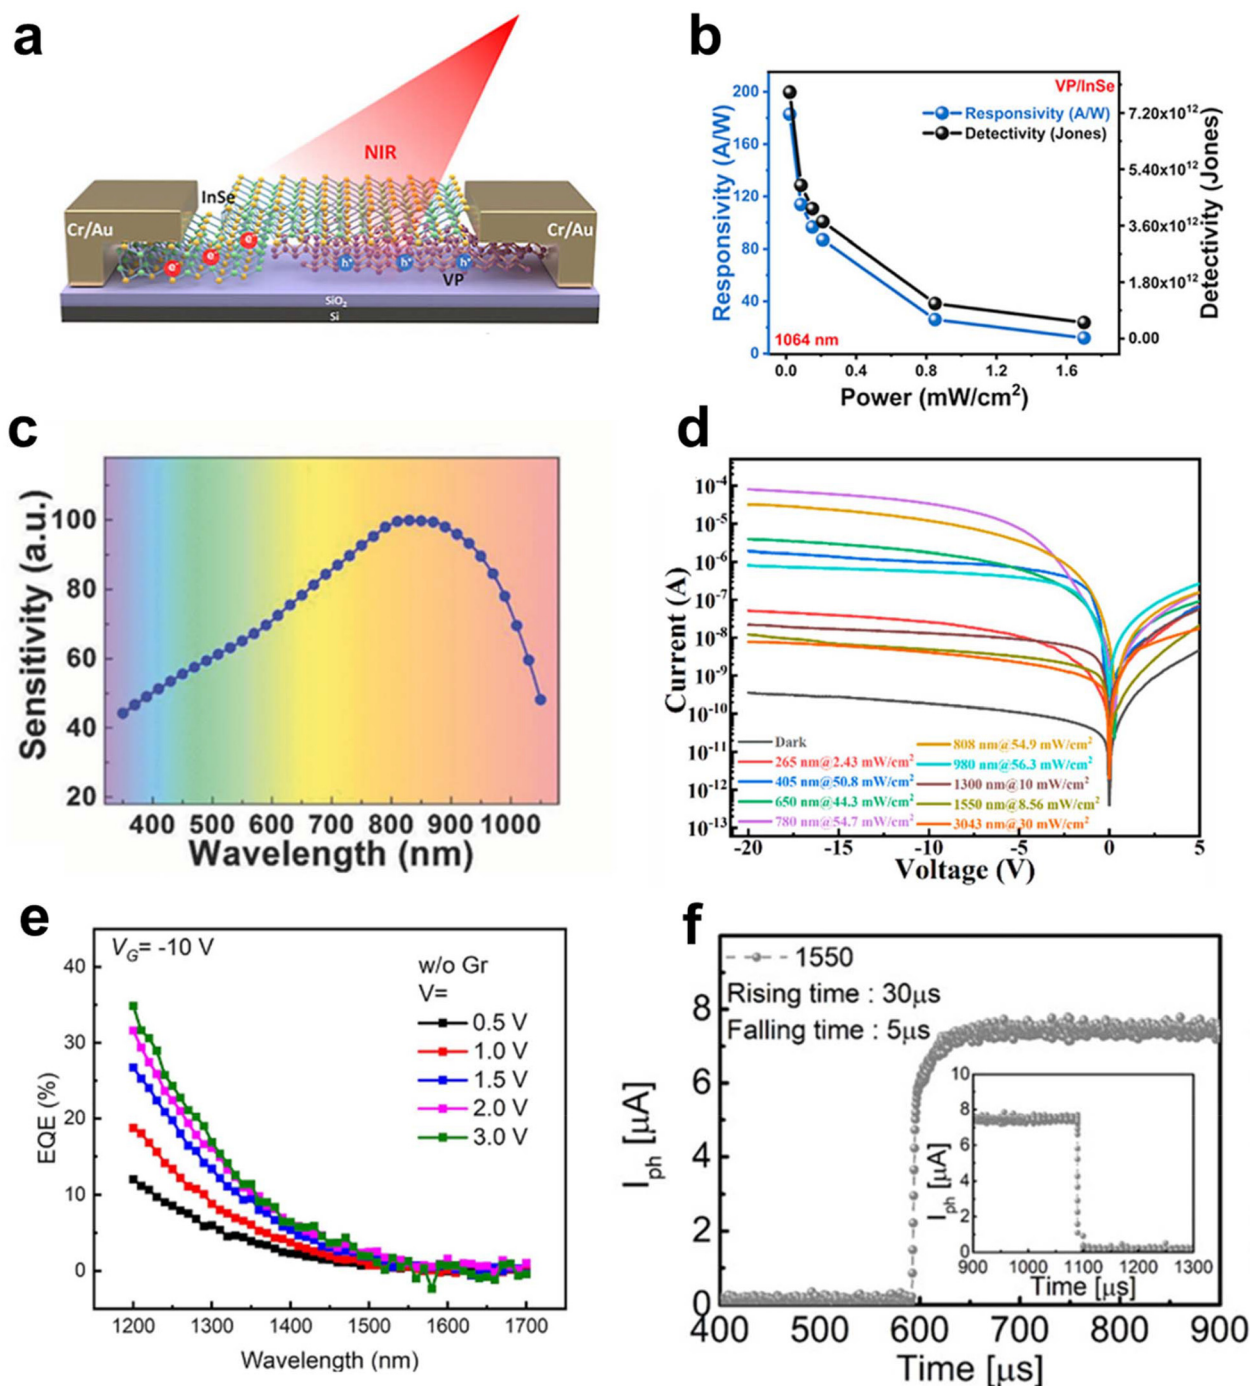 a
NIR
InSe
Cr/Au
Cr/Au
e-
e-
e-
h+
h+
h+
VP
SiO₂
Si
b
VP/InSe
Responsivity (A/W)
Detectivity (Jones)
200
160
120
80
40
0
Responsivity (A/W)
7.20x10¹²
5.40x10¹²
3.60x10¹²
1.80x10¹²
0.00
Detectivity (Jones)
1064 nm
0.0 0.4 0.8 1.2 1.6
Power (mW/cm²)
c
Sensitivity (a.u.)
100
80
60
40
20
400 500 600 700 800 900 1000
Wavelength (nm)
d
Current (A)
10⁻⁴
10⁻⁵
10⁻⁶
10⁻⁷
10⁻⁸
10⁻⁹
10⁻¹⁰
10⁻¹¹
10⁻¹²
10⁻¹³
Dark
265 nm@2.43 mW/cm²
405 nm@50.8 mW/cm²
650 nm@44.3 mW/cm²
780 nm@54.7 mW/cm²
808 nm@54.9 mW/cm²
980 nm@56.3 mW/cm²
1300 nm@10 mW/cm²
1550 nm@8.56 mW/cm²
3043 nm@30 mW/cm²
-20 -15 -10 -5 0 5
Voltage (V)
e
V_G= -10 V
w/o Gr
V=
0.5 V
1.0 V
1.5 V
2.0 V
3.0 V
EQE (%)
40
30
20
10
0
1200 1300 1400 1500 1600 1700
Wavelength (nm)
f
1550
Rising time : 30μs
Falling time : 5μs
I_ph [μA]
8
6
4
2
0
400 500 600 700 800 900
Time [μs]
I_ph [μA]
10
8
6
4
2
0
900 1000 1100 1200 1300
Time [μs]